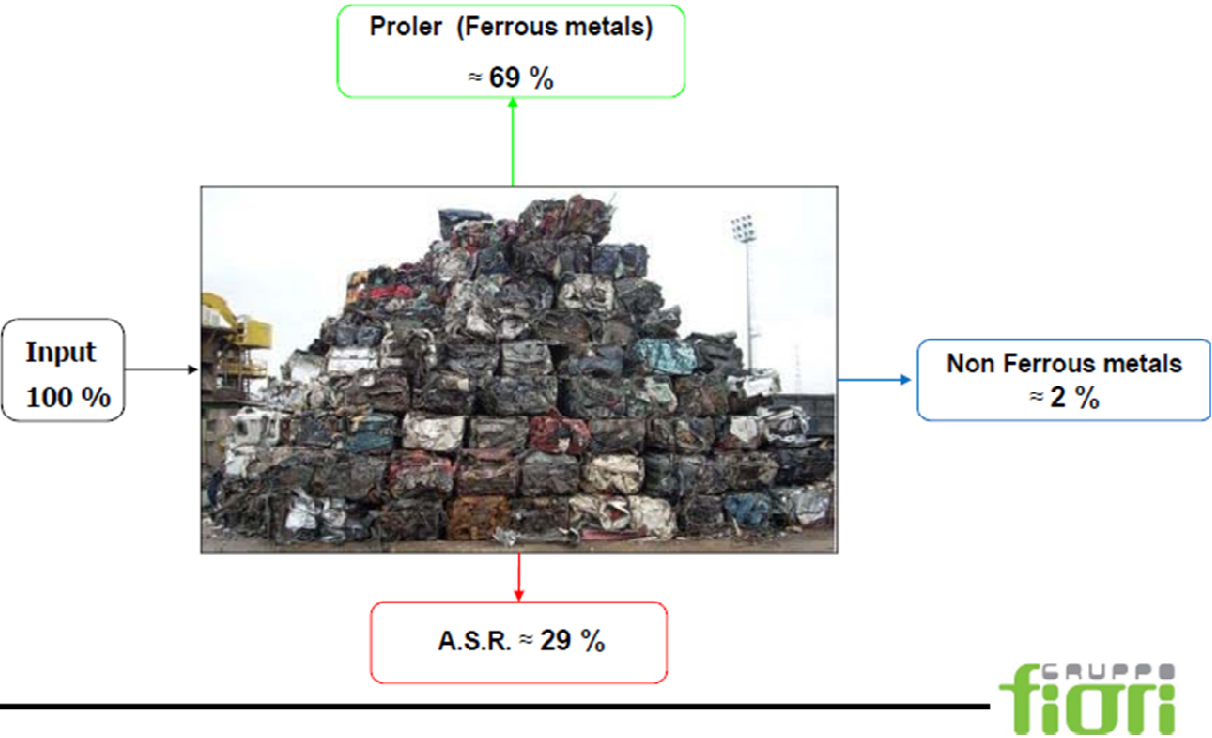 Proler (Ferrous metals)
≈ 69 %
Input
100 %
Non Ferrous metals
≈ 2 %
A.S.R. ≈ 29 %
GRUPPO
fiori